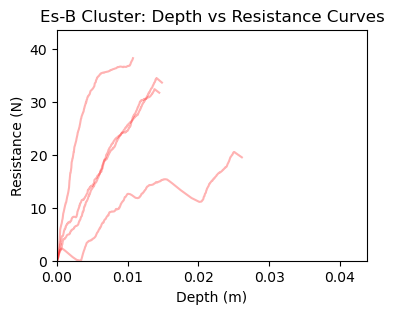 Es-B Cluster: Depth vs Resistance Curves
Resistance (N)
40
30
20
10
0
0.00 0.01 0.02 0.03 0.04
Depth (m)